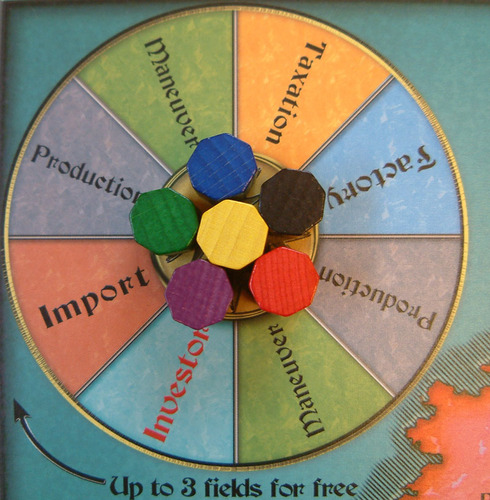 Maneuver
Taxation
Factory
Production
Maneuver
Investor
Import
Production
Up to 3 fields for free